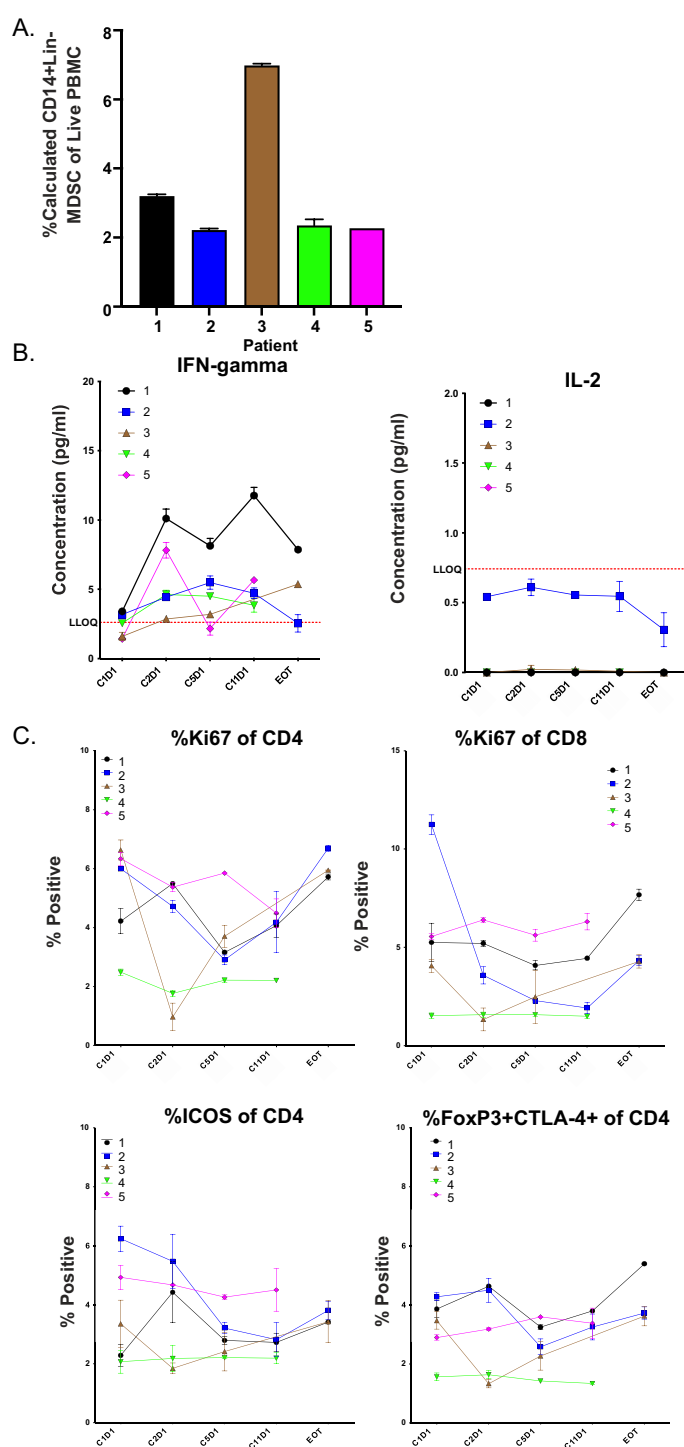 A.
%Calculated CD14+Lin-
MDSC of Live PBMC
8
6
4
2
0
1 2 3 4 5
Patient
B.
IFN-gamma
Concentration (pg/ml)
20
15
10
5
LLOQ
0
1
2
3
4
5
C1D1 C2D1 C5D1 C11D1 EOT
IL-2
Concentration (pg/ml)
2.0
1.5
1.0
LLOQ
0.5
0.0
1
2
3
4
5
C1D1 C2D1 C5D1 C11D1 EOT
C.
%Ki67 of CD4
% Positive
10
8
6
4
2
0
1
2
3
4
5
C1D1 C2D1 C5D1 C11D1 EOT
%Ki67 of CD8
% Positive
15
10
5
0
1
2
3
4
5
C1D1 C2D1 C5D1 C11D1 EOT
%ICOS of CD4
% Positive
10
8
6
4
2
0
1
2
3
4
5
C1D1 C2D1 C5D1 C11D1 EOT
%FoxP3+CTLA-4+ of CD4
% Positive
10
8
6
4
2
0
1
2
3
4
5
C1D1 C2D1 C5D1 C11D1 EOT